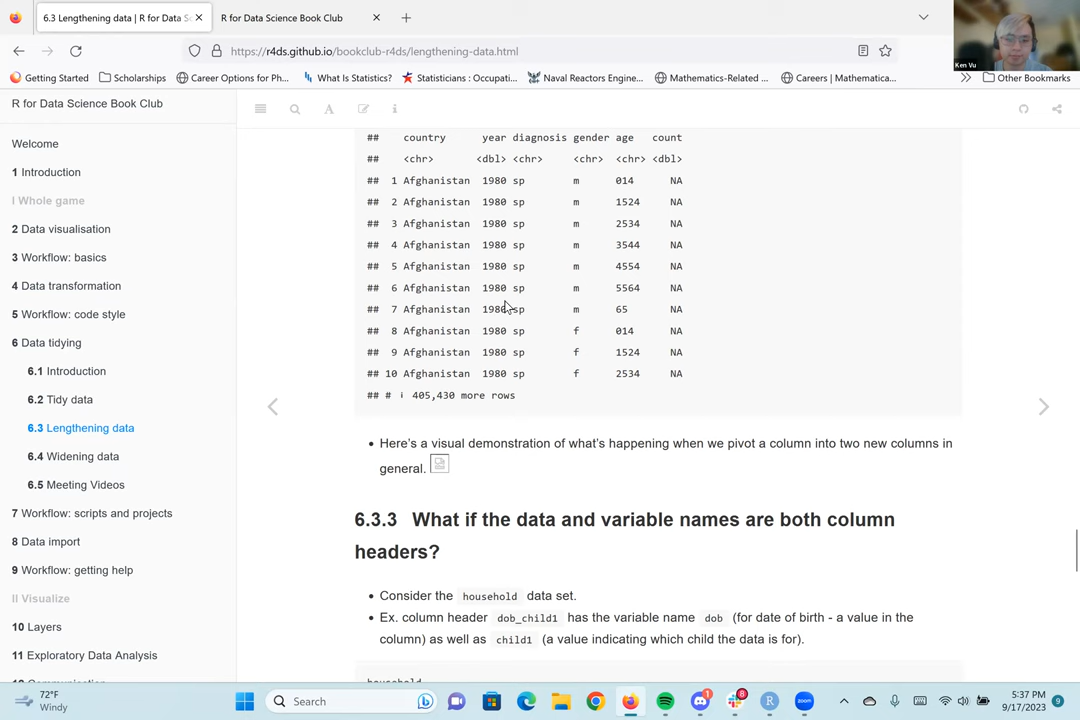 6.3 Lengthening data | R for Data Sc
R for Data Science Book Club
https://r4ds.github.io/bookclub-r4ds/lengthening-data.html
Ken Vu
Getting Started
Scholarships
Career Options for Ph...
What Is Statistics?
Statisticians : Occupati...
Naval Reactors Engine...
Mathematics-Related ...
Careers | Mathematica...
Other Bookmarks
R for Data Science Book Club
Welcome
1 Introduction
I Whole game
2 Data visualisation
3 Workflow: basics
4 Data transformation
5 Workflow: code style
6 Data tidying
6.1 Introduction
6.2 Tidy data
6.3 Lengthening data
6.4 Widening data
6.5 Meeting Videos
7 Workflow: scripts and projects
8 Data import
9 Workflow: getting help
II Visualize
10 Layers
11 Exploratory Data Analysis
## country year diagnosis gender age count
## <chr> <dbl> <chr> <chr> <chr> <dbl>
## 1 Afghanistan 1980 sp m 014 NA
## 2 Afghanistan 1980 sp m 1524 NA
## 3 Afghanistan 1980 sp m 2534 NA
## 4 Afghanistan 1980 sp m 3544 NA
## 5 Afghanistan 1980 sp m 4554 NA
## 6 Afghanistan 1980 sp m 5564 NA
## 7 Afghanistan 1980 sp m 65 NA
## 8 Afghanistan 1980 sp f 014 NA
## 9 Afghanistan 1980 sp f 1524 NA
## 10 Afghanistan 1980 sp f 2534 NA
## # ℹ 405,430 more rows
• Here's a visual demonstration of what's happening when we pivot a column into two new columns in
general.
6.3.3 What if the data and variable names are both column
headers?
• Consider the household data set.
• Ex. column header dob_child1 has the variable name dob (for date of birth - a value in the
column) as well as child1 (a value indicating which child the data is for).
household
72°F
Windy
Search
1
8
5:37 PM
9/17/2023
9